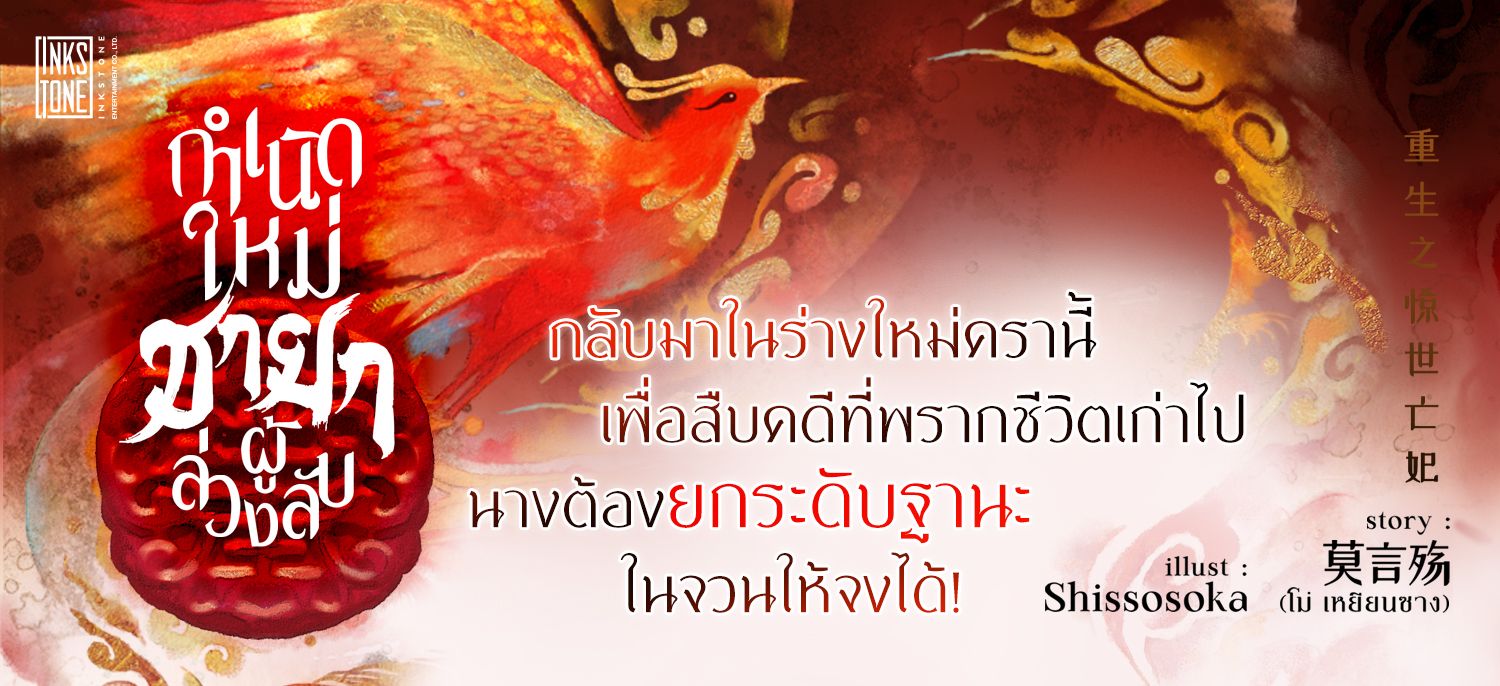 INKS
TONE
INKSTONE
ENTERTAINMENT CO., LTD.
กำเนิด
ใหม่
ชายา
ผู้
ล่วงลับ
กลับมาในร่างใหม่ครานี้
เพื่อสืบคดีที่พรากชีวิตเก่าไป
นางต้องยกระดับฐานะ
ในจวนให้จงได้!
重生之惊世亡妃
story :
莫言殇
(โม่ เหยียนซาง)
illust :
Shissosoka